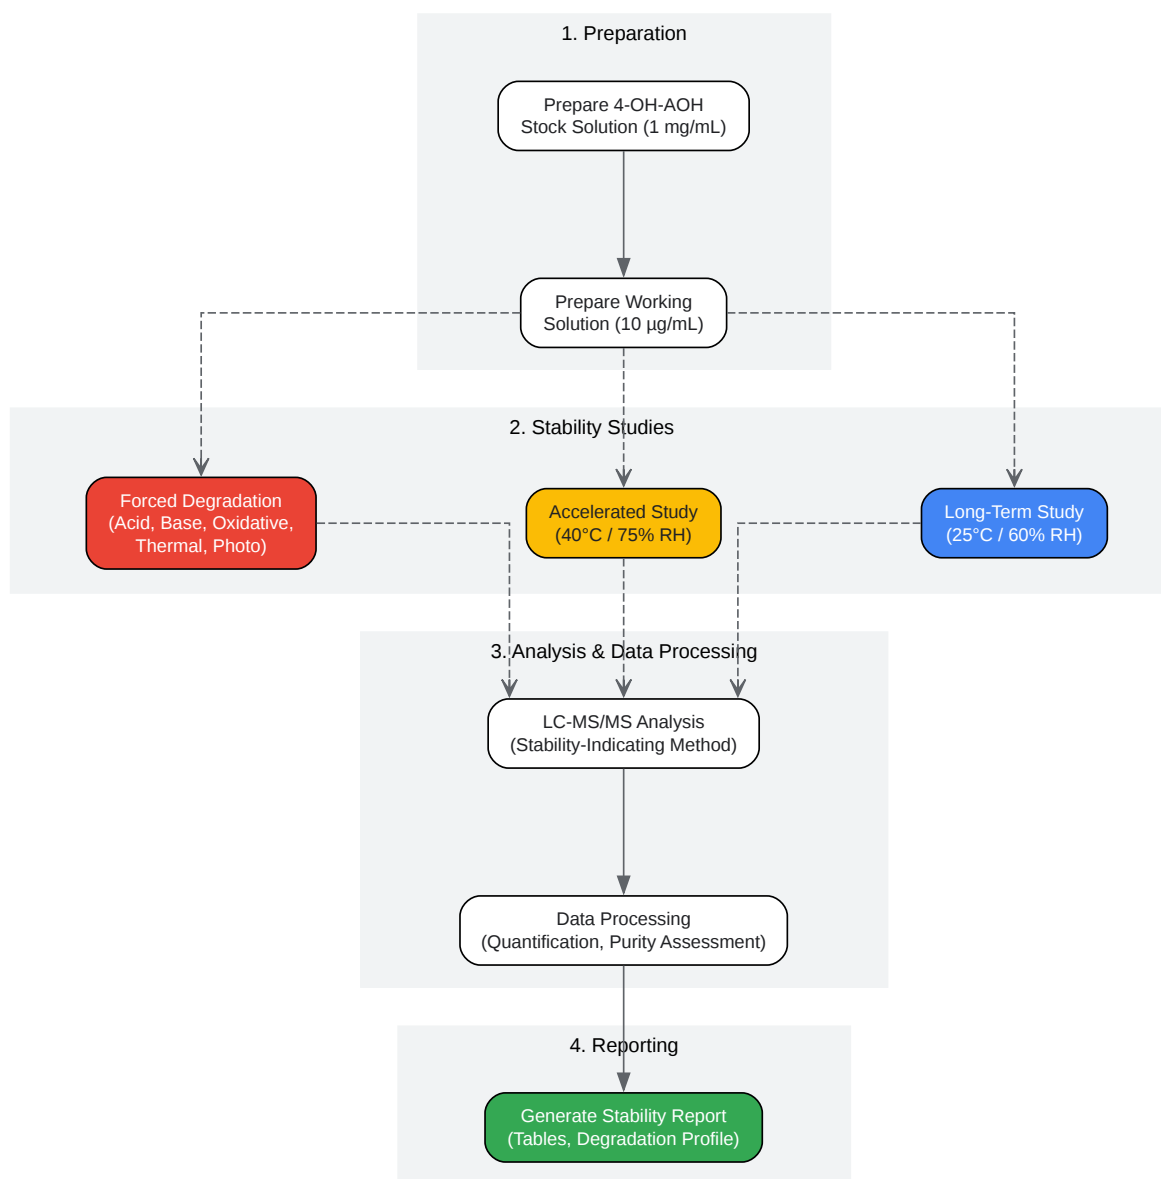 1. Preparation
Prepare 4-OH-AOH
Stock Solution (1 mg/mL)
Prepare Working
Solution (10 µg/mL)
2. Stability Studies
Forced Degradation
(Acid, Base, Oxidative,
Thermal, Photo)
Accelerated Study
(40°C / 75% RH)
Long-Term Study
(25°C / 60% RH)
3. Analysis & Data Processing
LC-MS/MS Analysis
(Stability-Indicating Method)
Data Processing
(Quantification, Purity Assessment)
4. Reporting
Generate Stability Report
(Tables, Degradation Profile)